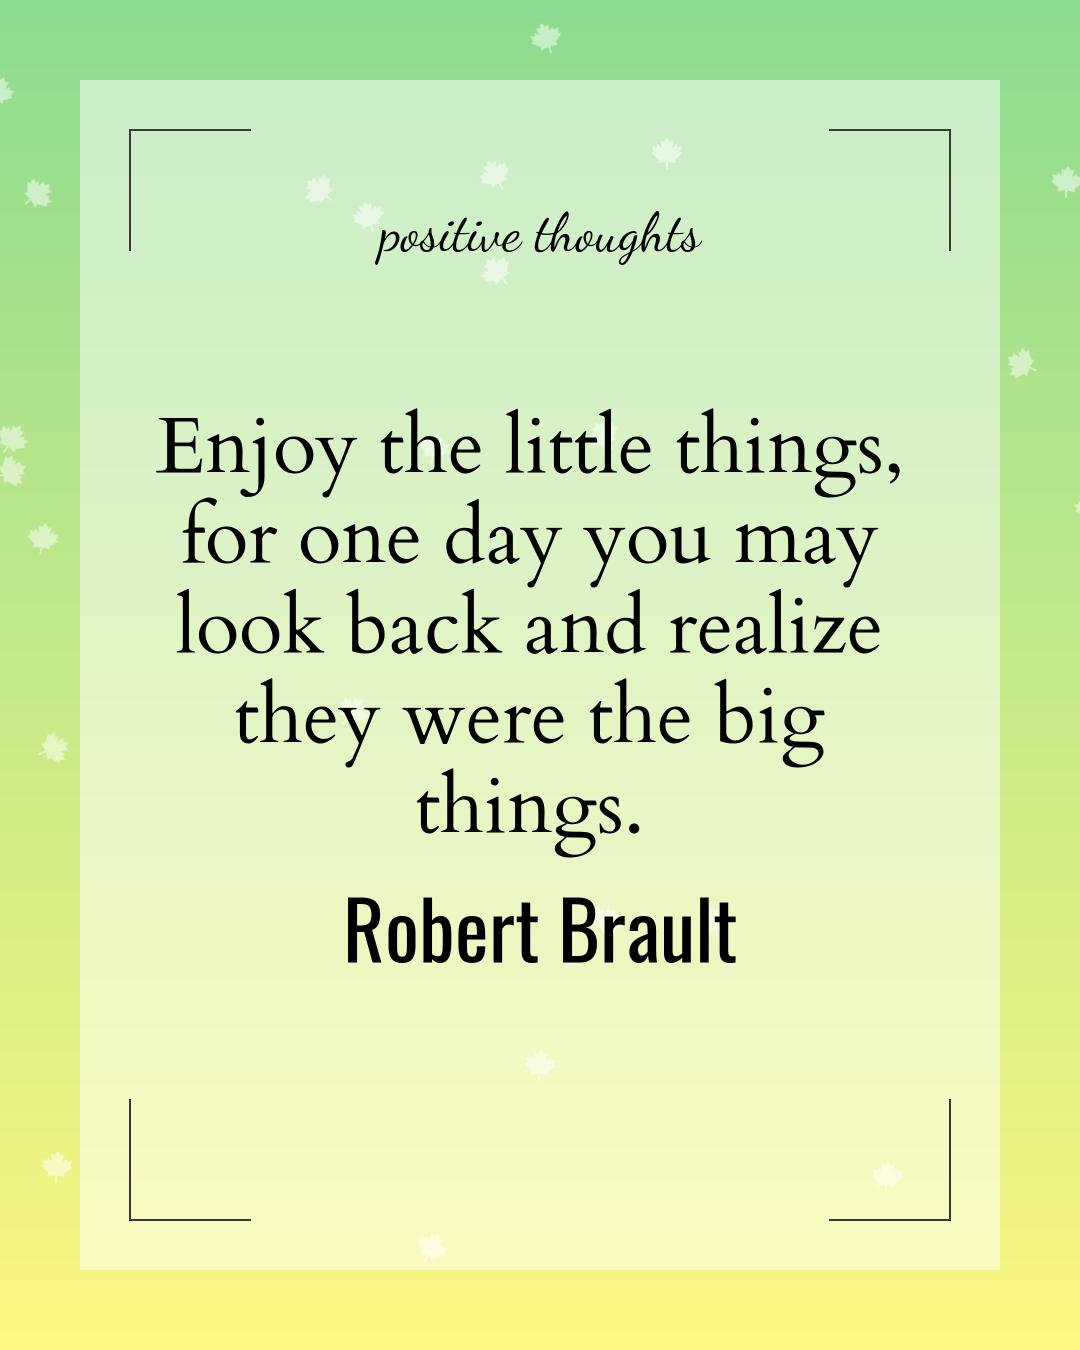 positive thoughts
Enjoy the little things,
for one day you may
look back and realize
they were the big
things.
Robert Brault